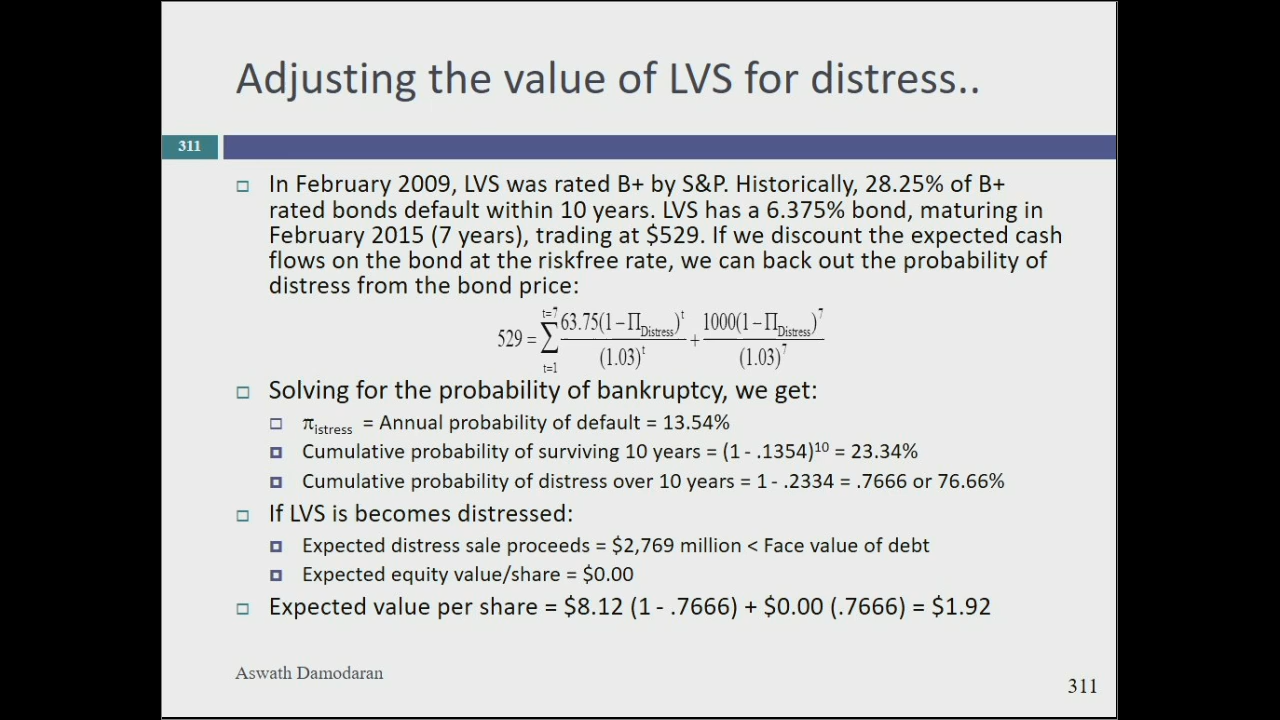 Adjusting the value of LVS for distress..
311
□ In February 2009, LVS was rated B+ by S&P. Historically, 28.25% of B+
rated bonds default within 10 years. LVS has a 6.375% bond, maturing in
February 2015 (7 years), trading at $529. If we discount the expected cash
flows on the bond at the riskfree rate, we can back out the probability of
distress from the bond price:
529 = ∑_{t=1}^{t=7} 63.75(1−Π_Distress)^t / (1.03)^t + 1000(1−Π_Distress)^7 / (1.03)^7
□ Solving for the probability of bankruptcy, we get:
□ π_istress = Annual probability of default = 13.54%
□ Cumulative probability of surviving 10 years = (1 - .1354)^10 = 23.34%
□ Cumulative probability of distress over 10 years = 1 - .2334 = .7666 or 76.66%
□ If LVS is becomes distressed:
□ Expected distress sale proceeds = $2,769 million < Face value of debt
□ Expected equity value/share = $0.00
□ Expected value per share = $8.12 (1 - .7666) + $0.00 (.7666) = $1.92
Aswath Damodaran
311